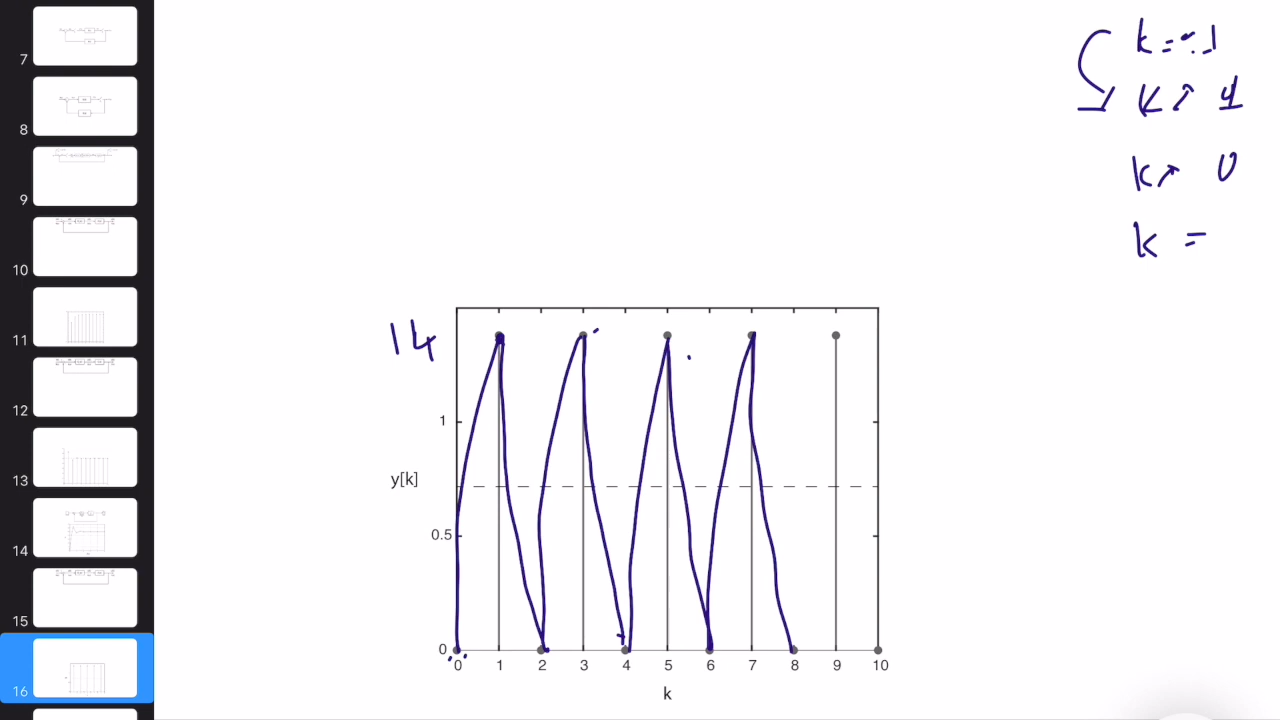 7
8
9
10
11
12
13
14
15
16
k = .1
k ↗ 1
k ↗ 0
k =
14
1
y[k]
0.5
0
0 1 2 3 4 5 6 7 8 9 10
k